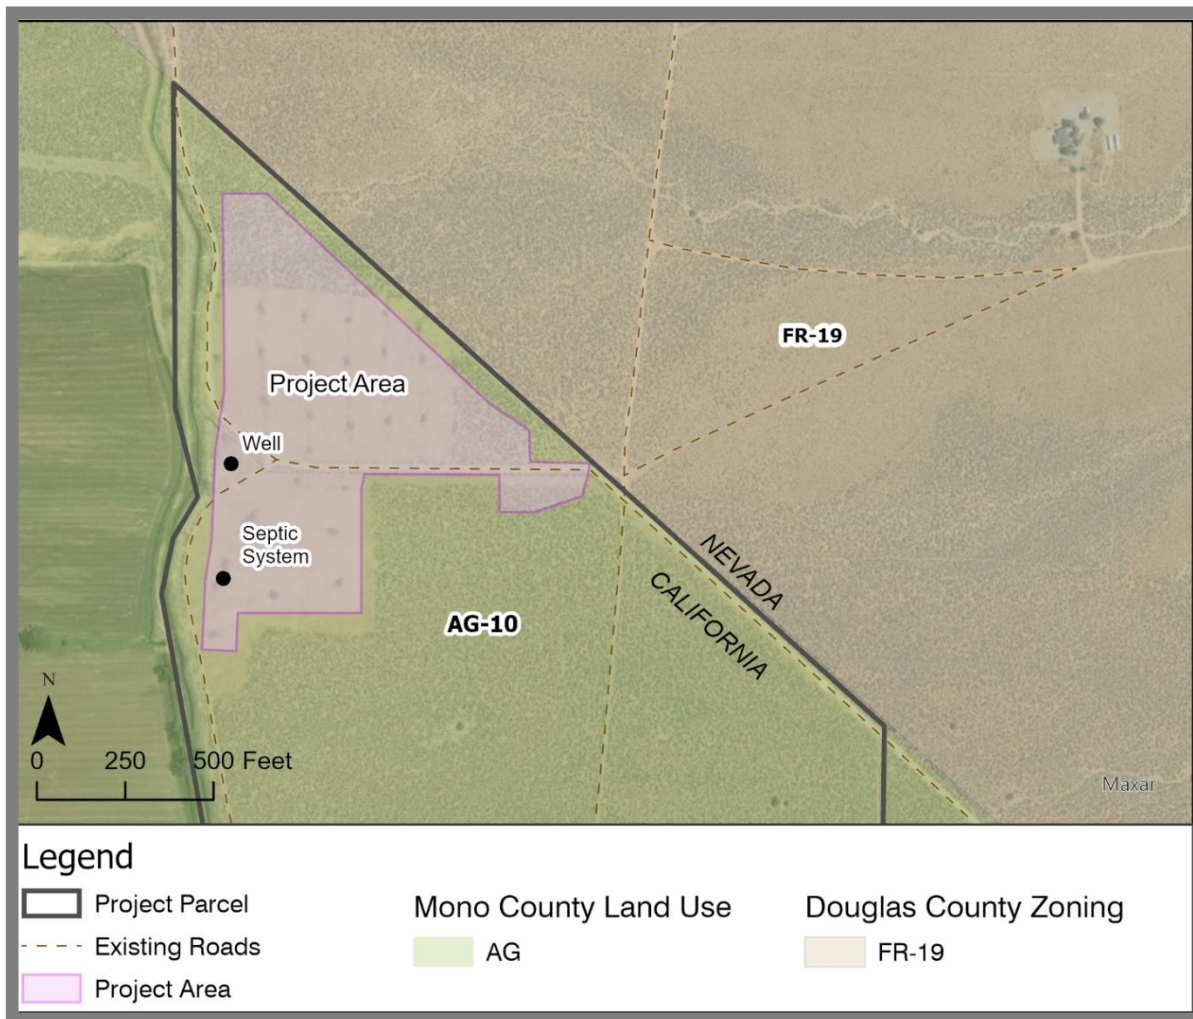 FR-19
Project Area
Well
Septic
System
NEVADA
CALIFORNIA
AG-10
N
0 250 500 Feet
Maxar
Legend
Project Parcel
Existing Roads
Project Area
Mono County Land Use
AG
Douglas County Zoning
FR-19